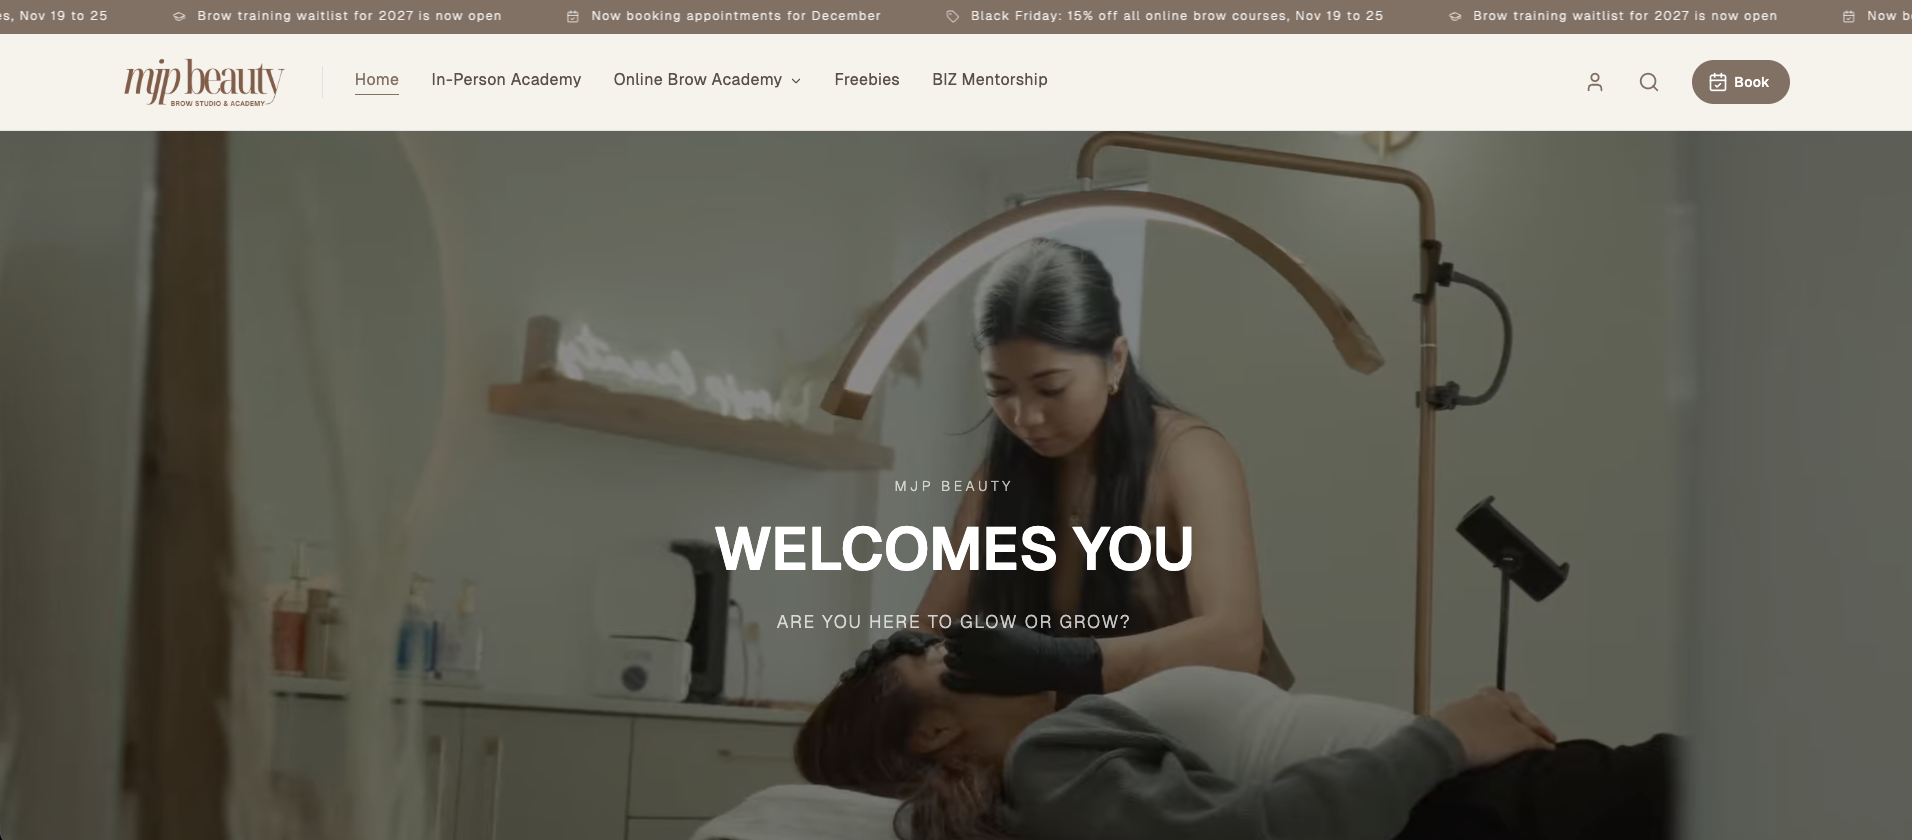 es, Nov 19 to 25
Brow training waitlist for 2027 is now open
Now booking appointments for December
Black Friday: 15% off all online brow courses, Nov 19 to 25
Brow training waitlist for 2027 is now open
Now b
mjp beauty
BROW STUDIO & ACADEMY
Home
In-Person Academy
Online Brow Academy
Freebies
BIZ Mentorship
Book
mjp beauty
MJP BEAUTY
WELCOMES YOU
ARE YOU HERE TO GLOW OR GROW?